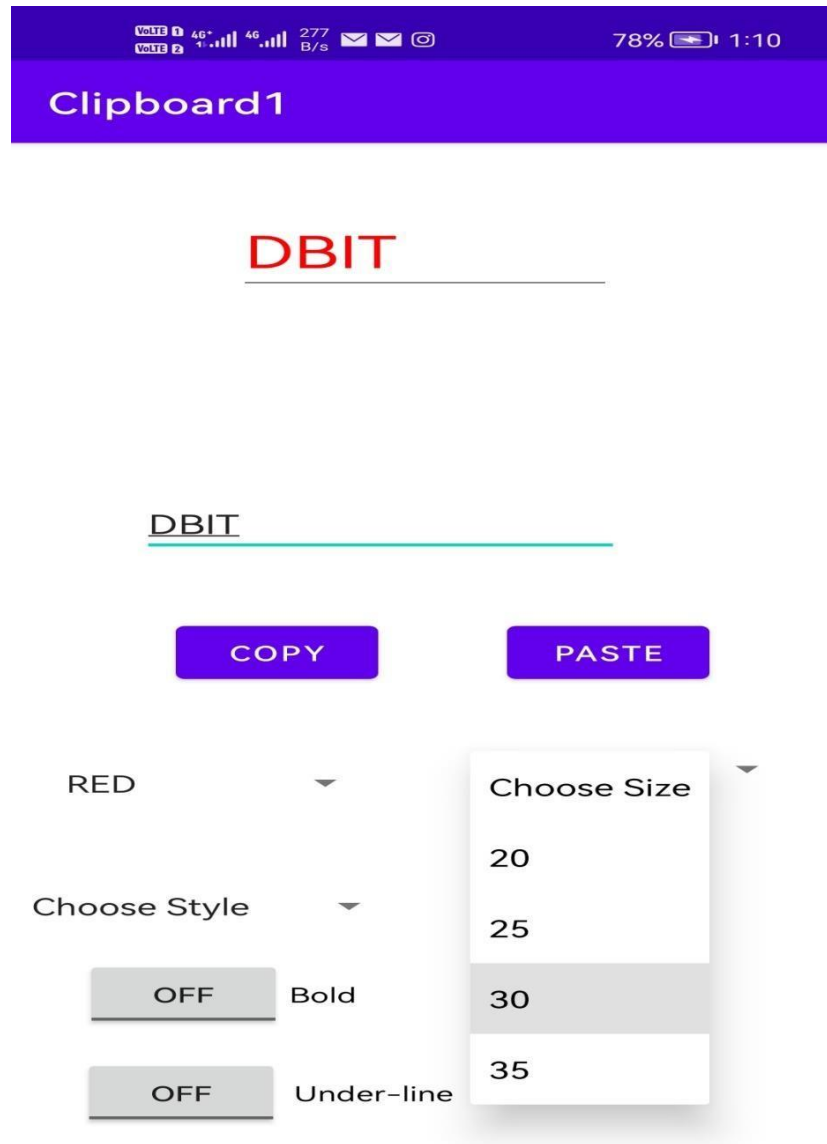 VoLTE 1 4G+ 4G 277 78% 1:10
VoLTE 2 B/s
Clipboard1
DBIT
DBIT
COPY PASTE
RED Choose Size
20
Choose Style
25
OFF Bold 30
35
OFF Under-line